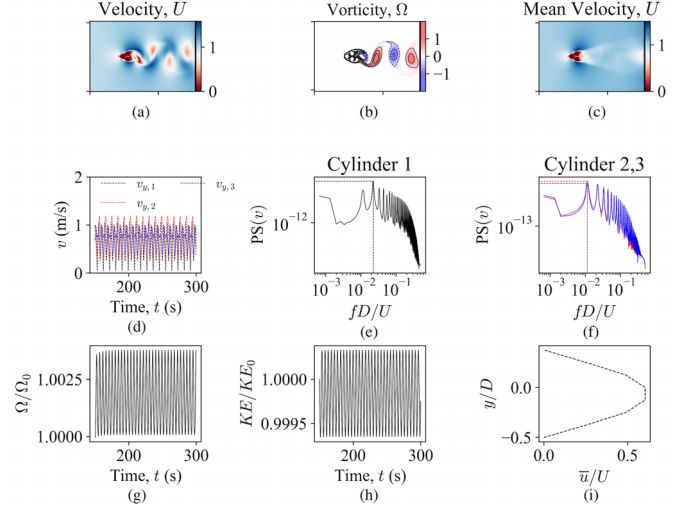 Velocity, U
1
0
(a)
Vorticity, Ω
1
0
−1
(b)
Mean Velocity, U
1
0
(c)
2
1
0
v (m/s)
v_{y,1}
v_{y,2}
v_{y,3}
200
300
Time, t (s)
(d)
Cylinder 1
PS(v)
10^{−12}
10^{−3}
10^{−2}
10^{−1}
fD/U
(e)
Cylinder 2,3
PS(v)
10^{−13}
10^{−3}
10^{−2}
10^{−1}
fD/U
(f)
Ω/Ω_0
1.0025
1.0000
200
300
Time, t (s)
(g)
KE/KE_0
1.0000
0.9995
200
300
Time, t (s)
(h)
y/D
0.0
−0.5
0.0
0.5
u̅/U
(i)